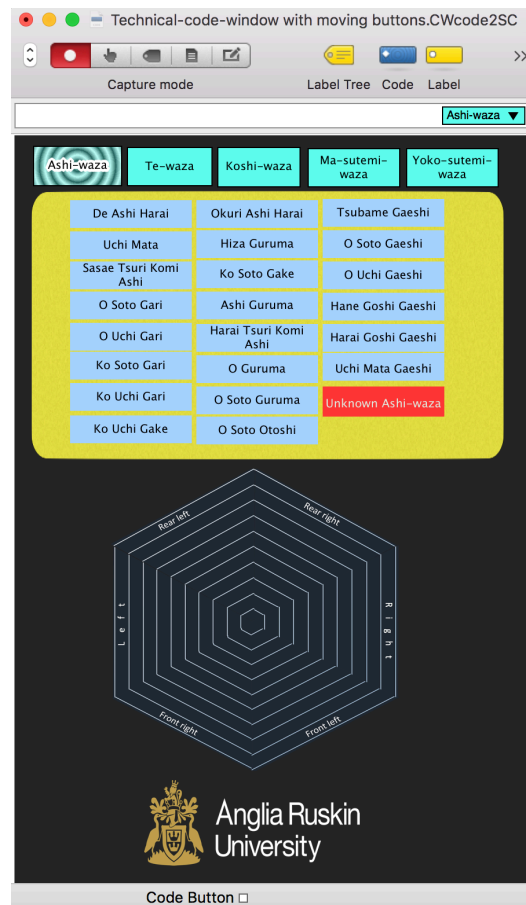 Technical-code-window with moving buttons.CWcode2SC
Capture mode
Label Tree Code Label
Ashi-waza
Ashi-waza
Te-waza
Koshi-waza
Ma-sutemi-
waza
Yoko-sutemi-
waza
De Ashi Harai
Okuri Ashi Harai
Tsubame Gaeshi
Uchi Mata
Hiza Guruma
O Soto Gaeshi
Sasae Tsuri Komi
Ashi
Ko Soto Gake
O Uchi Gaeshi
O Soto Gari
Ashi Guruma
Hane Goshi Gaeshi
O Uchi Gari
Harai Tsuri Komi
Ashi
Harai Goshi Gaeshi
Ko Soto Gari
O Guruma
Uchi Mata Gaeshi
Ko Uchi Gari
O Soto Guruma
Unknown Ashi-waza
Ko Uchi Gake
O Soto Otoshi
Rear left
Rear right
Left
Right
Front right
Front left
Anglia Ruskin
University
Code Button